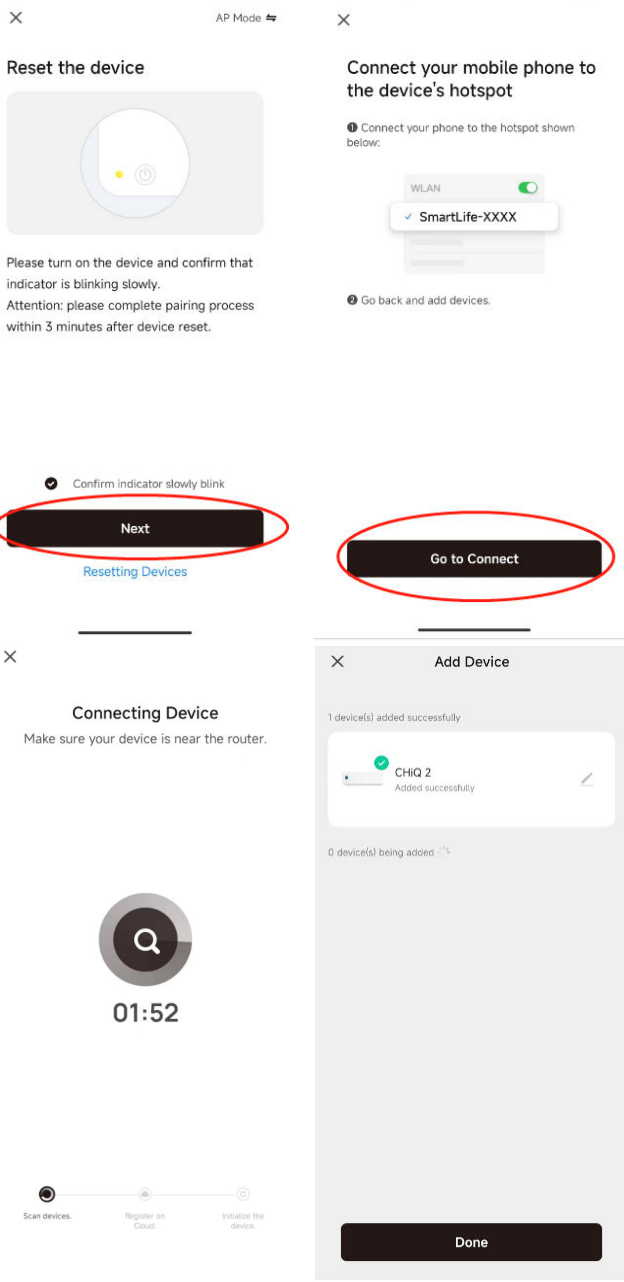 AP Mode
Reset the device
Please turn on the device and confirm that
indicator is blinking slowly.
Attention: please complete pairing process
within 3 minutes after device reset.
Confirm indicator slowly blink
Next
Resetting Devices
Connect your mobile phone to
the device's hotspot
❶ Connect your phone to the hotspot shown
below:
WLAN
SmartLife-XXXX
❷ Go back and add devices.
Go to Connect
Connecting Device
Make sure your device is near the router.
01:52
Scan devices.
Register on
Cloud.
Initialize the
device.
Add Device
1 device(s) added successfully
CHiQ 2
Added successfully
0 device(s) being added
Done